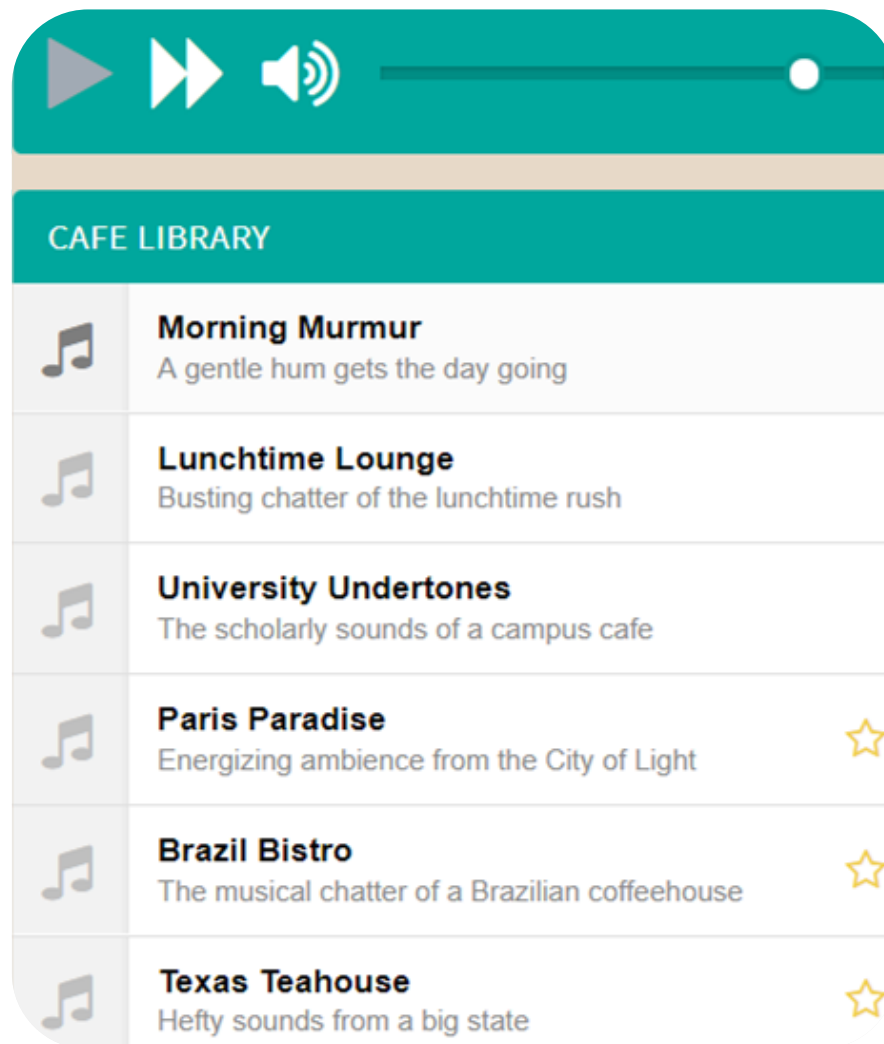 CAFE LIBRARY
Morning Murmur
A gentle hum gets the day going
Lunchtime Lounge
Busting chatter of the lunchtime rush
University Undertones
The scholarly sounds of a campus cafe
Paris Paradise
Energizing ambience from the City of Light
Brazil Bistro
The musical chatter of a Brazilian coffeehouse
Texas Teahouse
Hefty sounds from a big state